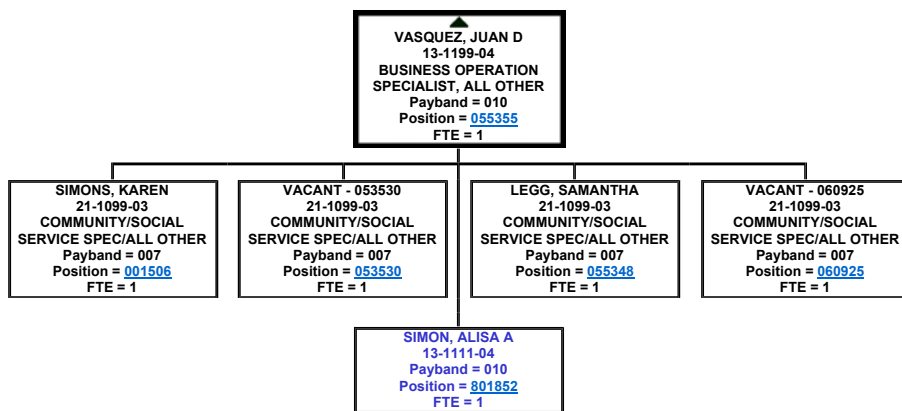 VASQUEZ, JUAN D
13-1199-04
BUSINESS OPERATION
SPECIALIST, ALL OTHER
Payband = 010
Position = 055355
FTE = 1
SIMONS, KAREN
21-1099-03
COMMUNITY/SOCIAL
SERVICE SPEC/ALL OTHER
Payband = 007
Position = 001506
FTE = 1
VACANT - 053530
21-1099-03
COMMUNITY/SOCIAL
SERVICE SPEC/ALL OTHER
Payband = 007
Position = 053530
FTE = 1
LEGG, SAMANTHA
21-1099-03
COMMUNITY/SOCIAL
SERVICE SPEC/ALL OTHER
Payband = 007
Position = 055348
FTE = 1
VACANT - 060925
21-1099-03
COMMUNITY/SOCIAL
SERVICE SPEC/ALL OTHER
Payband = 007
Position = 060925
FTE = 1
SIMON, ALISA A
13-1111-04
Payband = 010
Position = 801852
FTE = 1